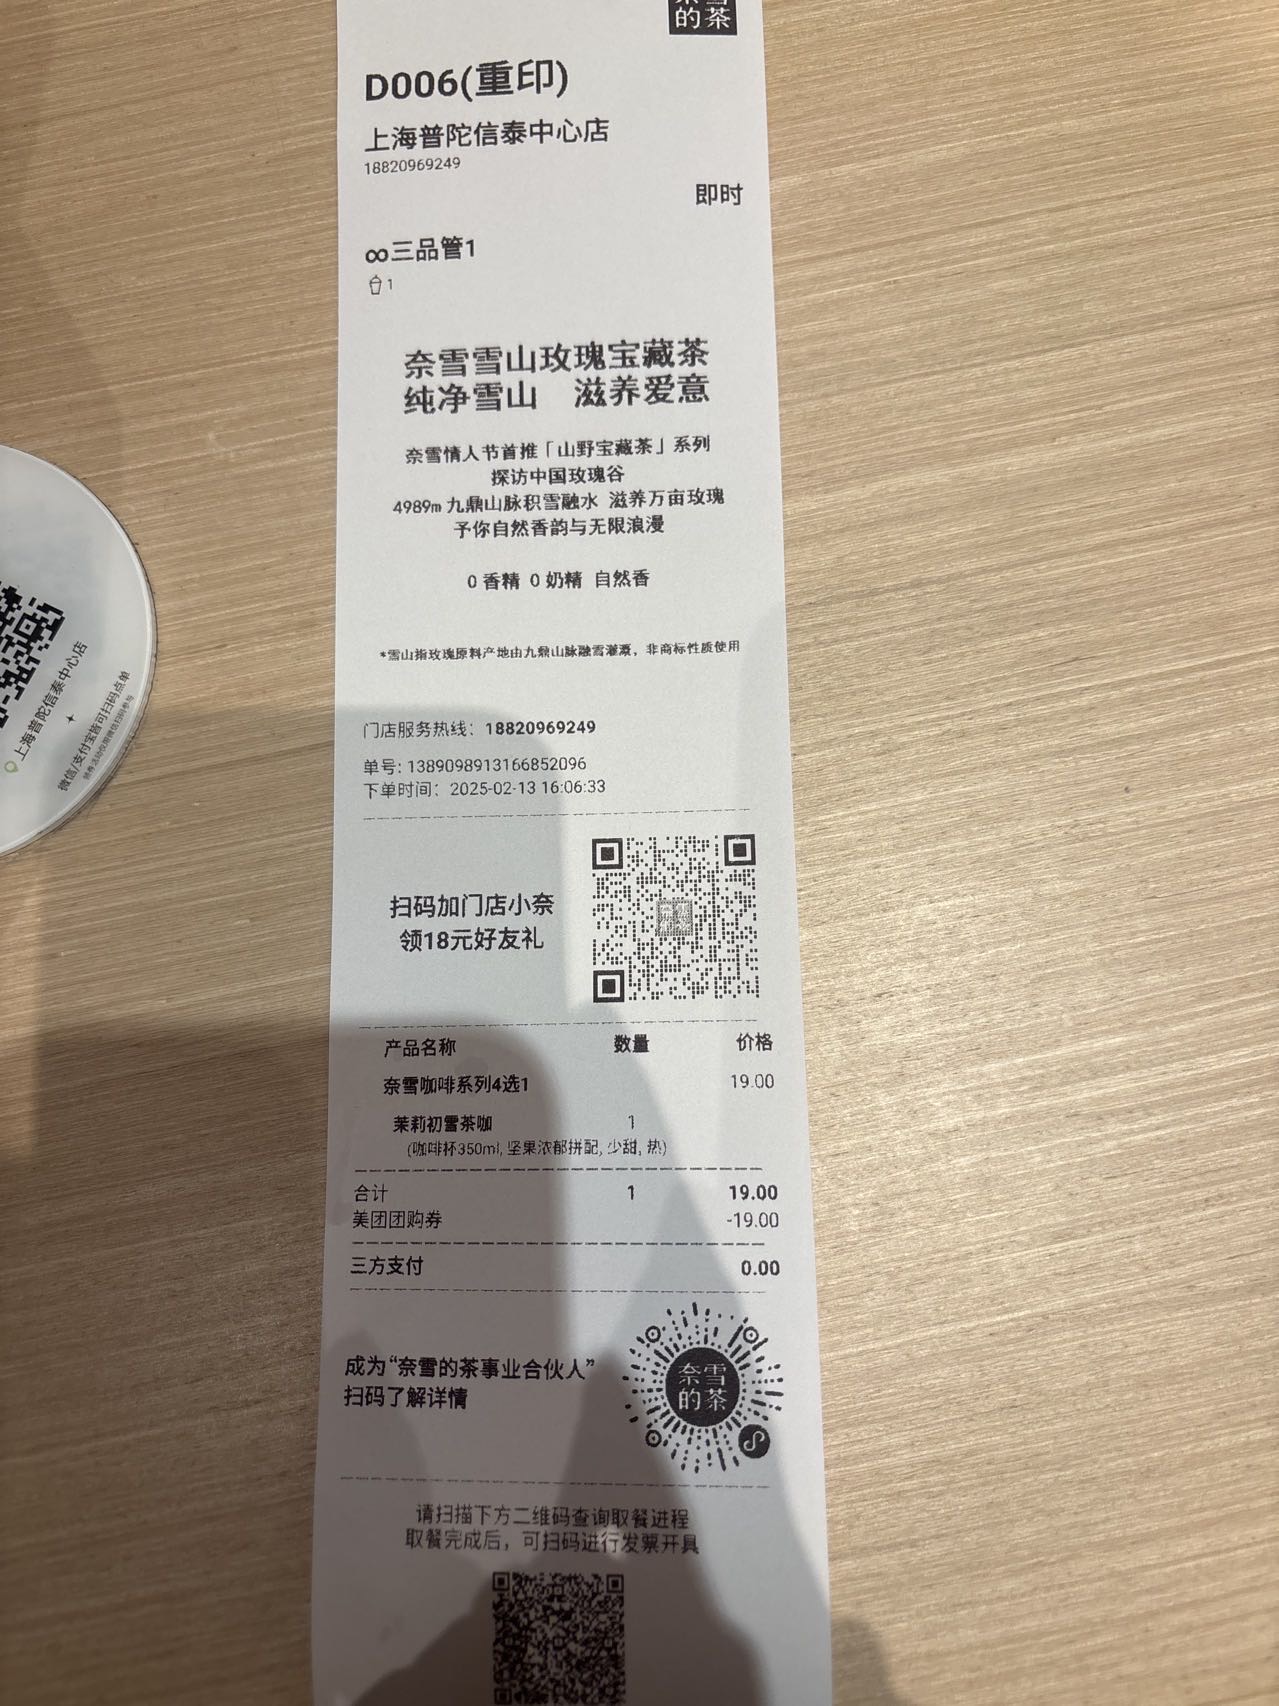 的茶
D006(重印)
上海普陀信泰中心店
18820969249
即时
∞三品管1
1
奈雪雪山玫瑰宝藏茶
纯净雪山 滋养爱意
奈雪情人节首推「山野宝藏茶」系列
探访中国玫瑰谷
4989m 九鼎山脉积雪融水 滋养万亩玫瑰
予你自然香韵与无限浪漫
0 香精 0 奶精 自然香
*雪山指玫瑰原料产地由九鼎山脉融雪灌溉，非商标性质使用
门店服务热线：18820969249
单号: 1389098913166852096
下单时间：2025-02-13 16:06:33
扫码加门店小奈
领18元好友礼
产品名称 数量 价格
奈雪咖啡系列4选1 19.00
茉莉初雪茶咖 1
(咖啡杯350ml, 坚果浓郁拼配, 少甜, 热)
合计 1 19.00
美团团购券 -19.00
三方支付 0.00
成为“奈雪的茶事业合伙人”
扫码了解详情
奈雪
的茶
请扫描下方二维码查询取餐进程
取餐完成后，可扫码进行发票开具
上海普陀信泰中心店
微信/支付宝皆可扫码点单